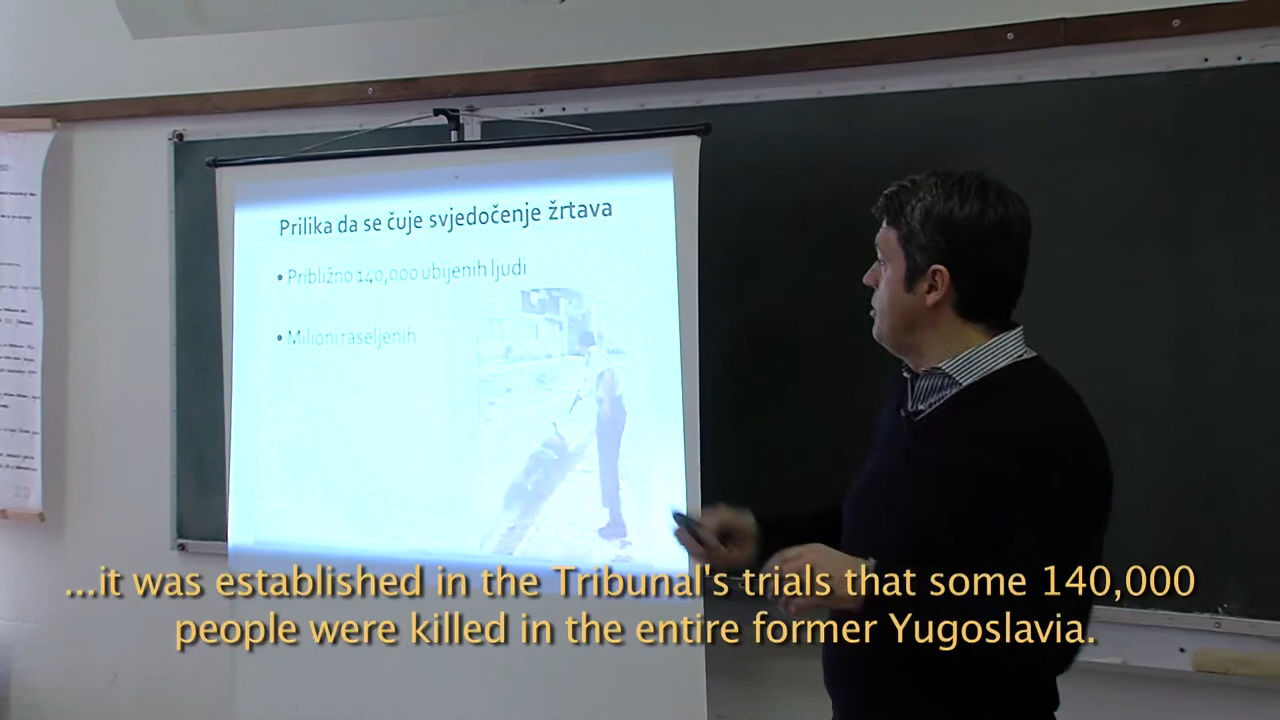 Prilika da se čuje svjedočenje žrtava
• Približno 140,000 ubijenih ljudi
• Milioni raseljenih
...it was established in the Tribunal's trials that some 140,000
people were killed in the entire former Yugoslavia.